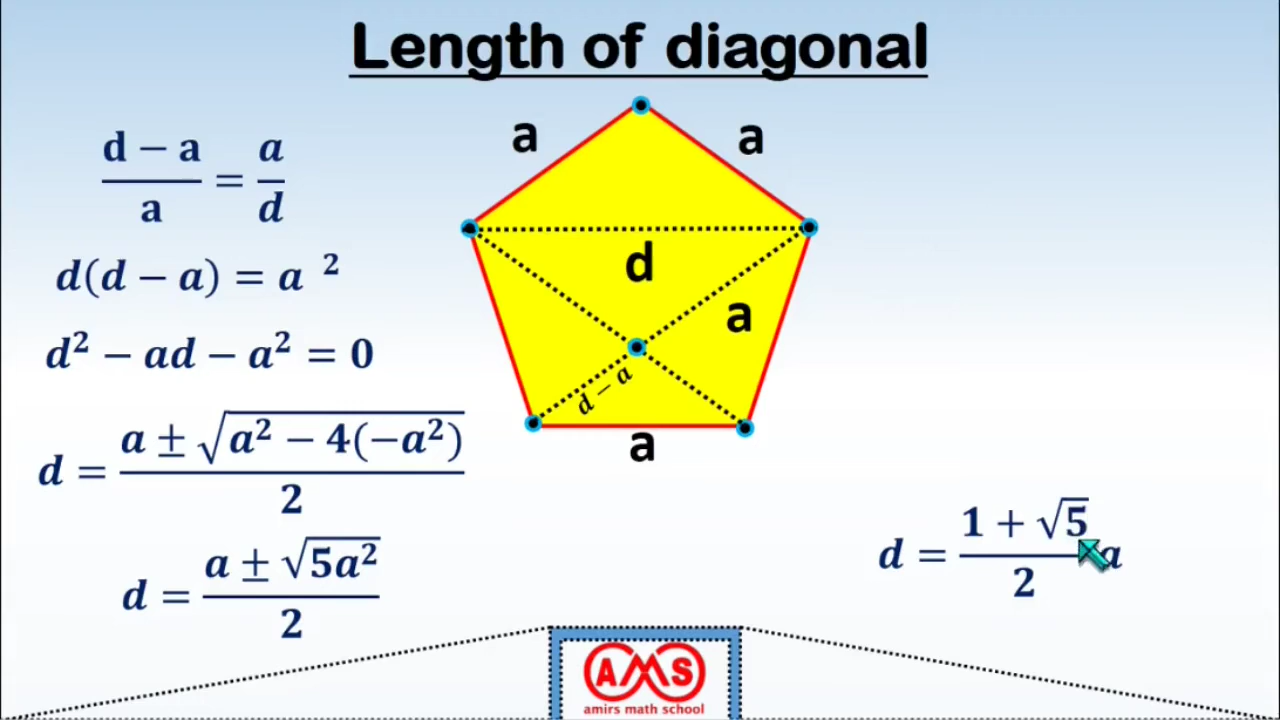 Length of diagonal
a
a
d − a / a = a / d
d(d − a) = a ²
d
a
d² − ad − a² = 0
d − a
a
d = a ± √(a² − 4(−a²)) / 2
d = 1 + √5 / 2 a
d = a ± √(5a²) / 2
AMS
amirs math school